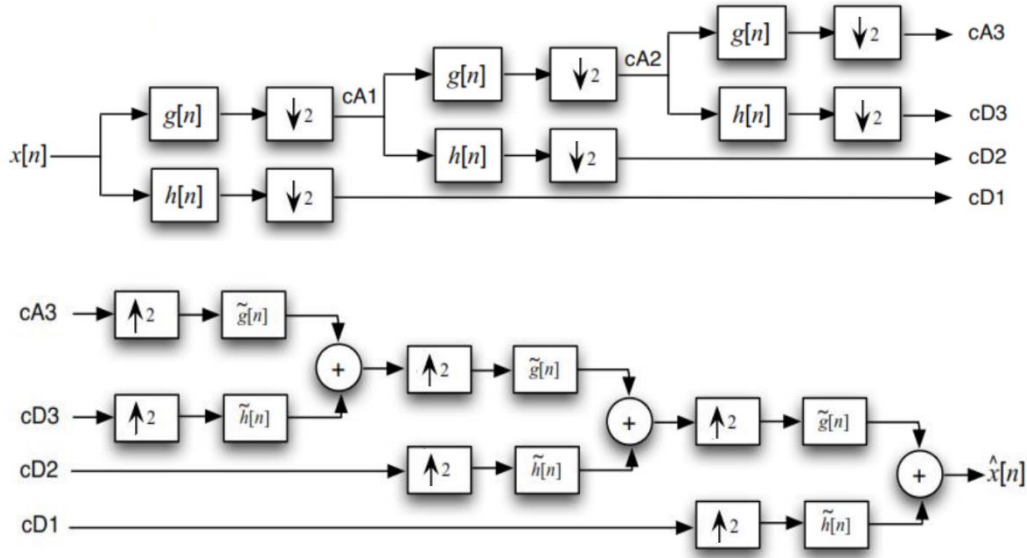 g[n] ↓2 cA3
cA2
g[n] ↓2
cA1
g[n] ↓2 h[n] ↓2 cD3
x[n] h[n] ↓2 cD2
h[n] ↓2 cD1
cA3 ↑2 g̃[n]
+ ↑2 g̃[n]
cD3 ↑2 h̃[n] + ↑2 g̃[n]
cD2 ↑2 h̃[n] + x̂[n]
cD1 ↑2 h̃[n]